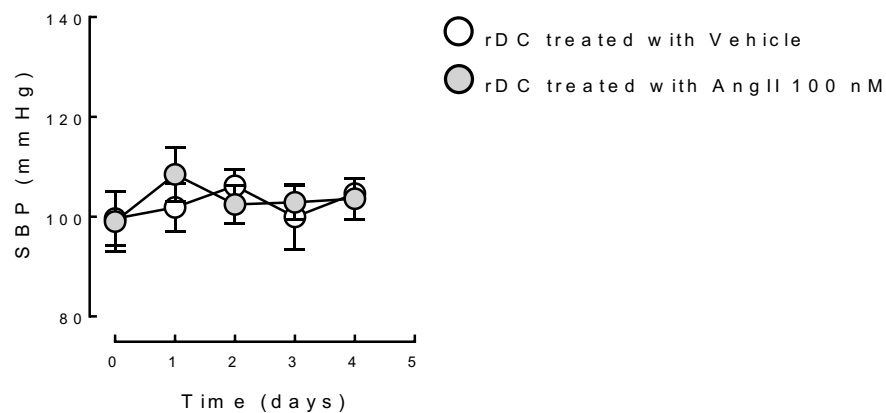 140
120
100
80
SBP (mmHg)
0 1 2 3 4 5
Time (days)
rDC treated with Vehicle
rDC treated with AngII 100 nM